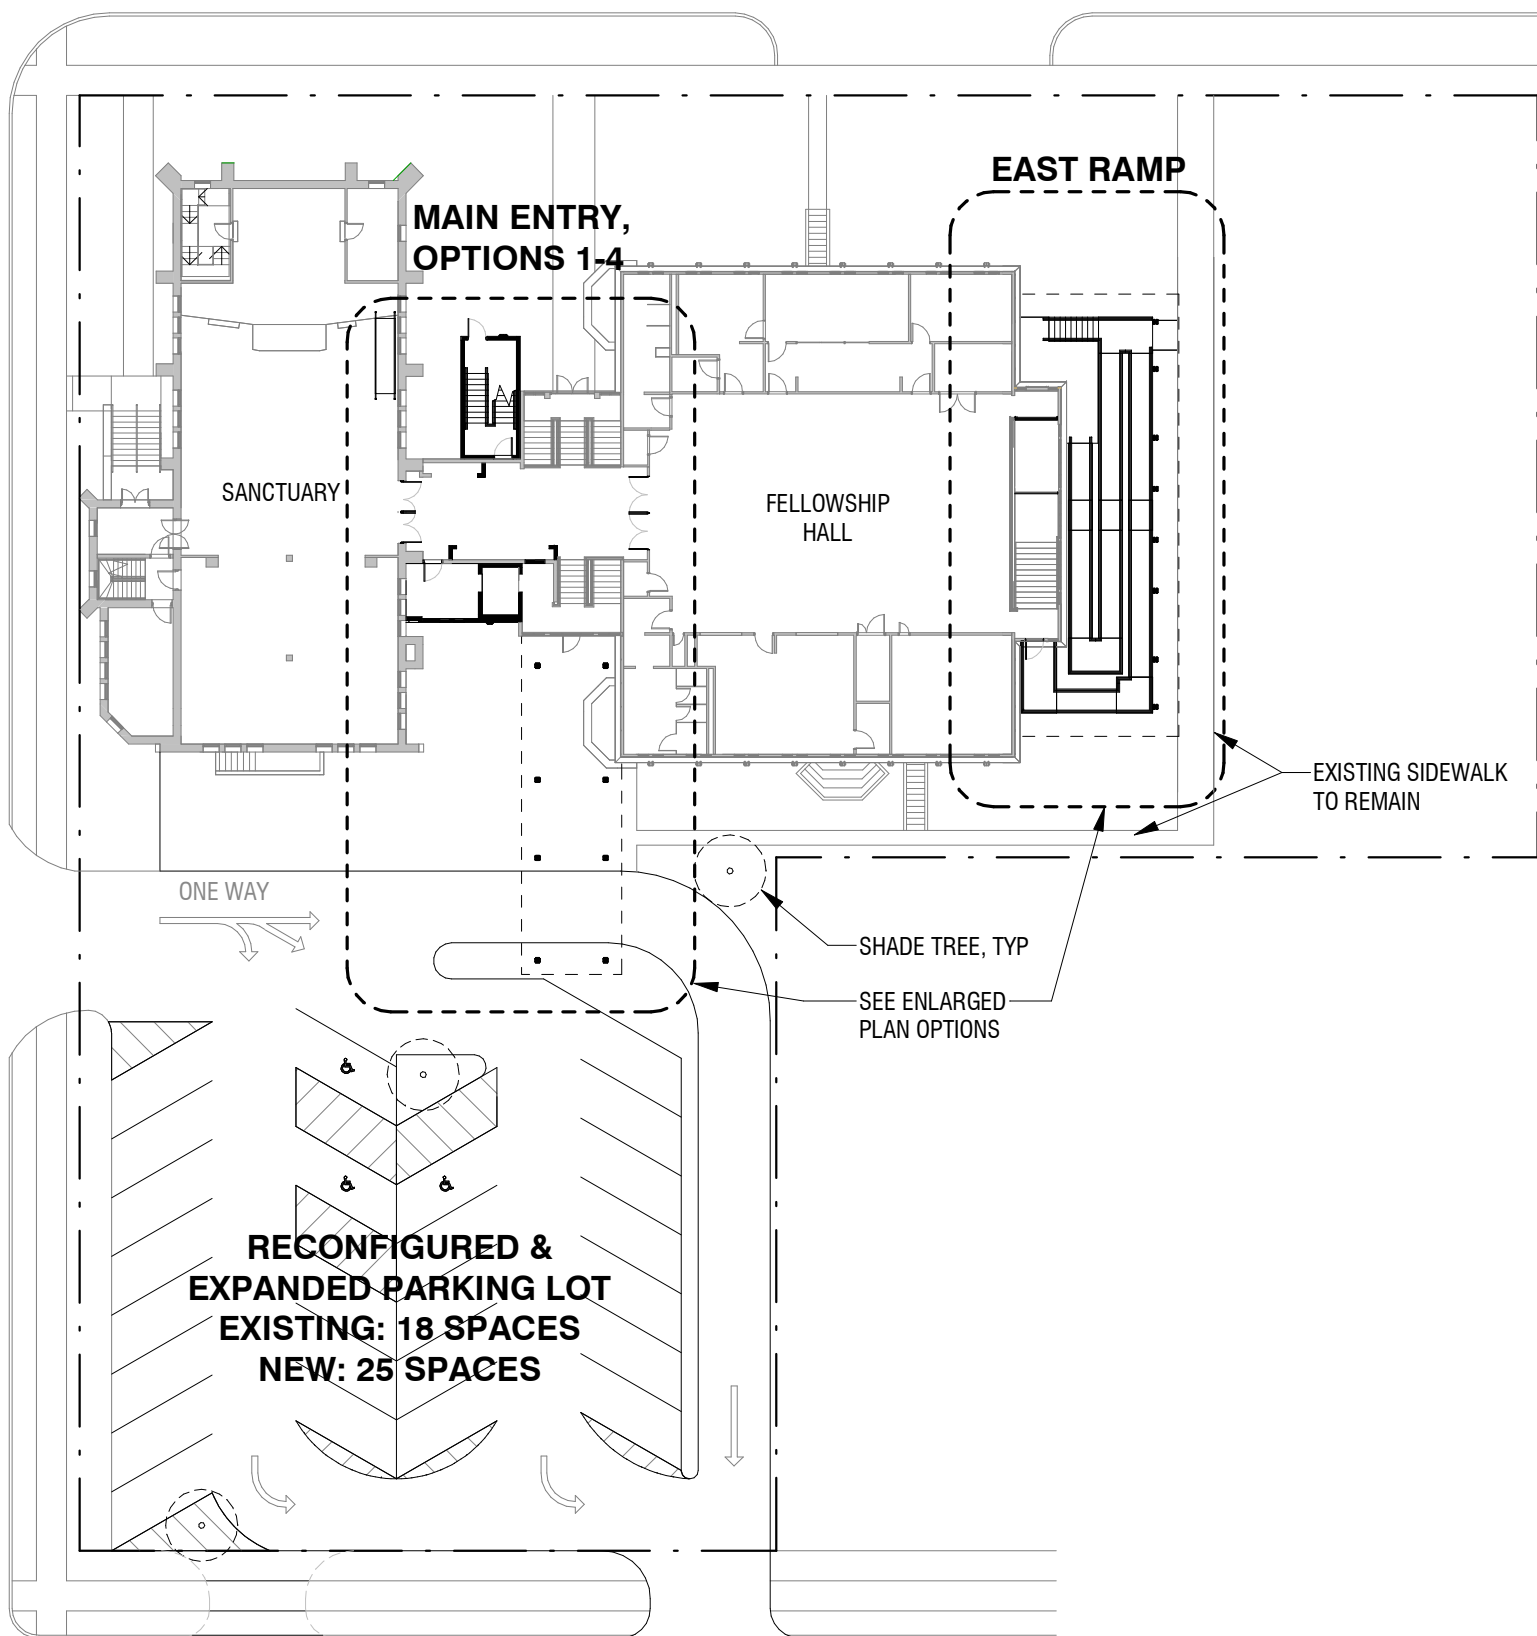 EAST RAMP
MAIN ENTRY,
OPTIONS 1-4
SANCTUARY
FELLOWSHIP
HALL
EXISTING SIDEWALK
TO REMAIN
ONE WAY
SHADE TREE, TYP
SEE ENLARGED
PLAN OPTIONS
RECONFIGURED &
EXPANDED PARKING LOT
EXISTING: 18 SPACES
NEW: 25 SPACES